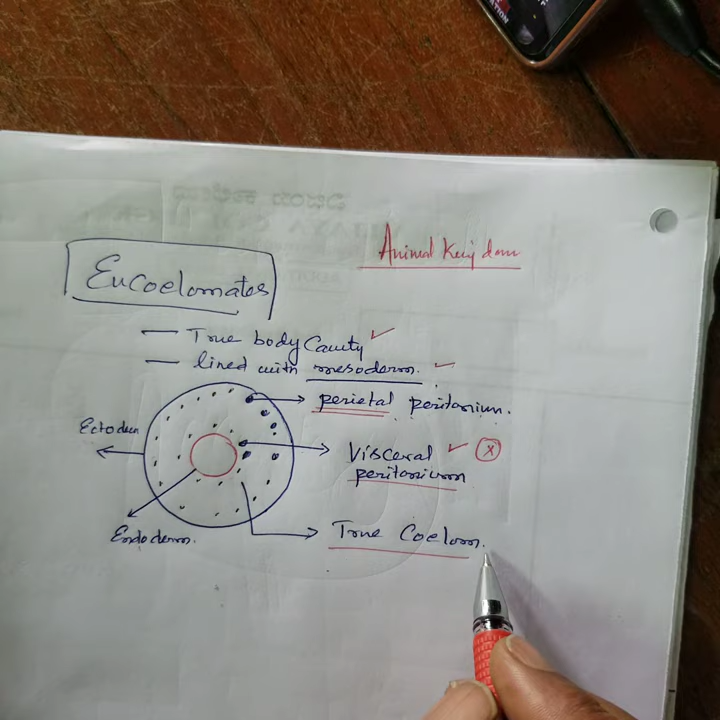 Animal Kingdom
Eucoelomates
— True body Cavity ✓
— lined with mesoderm. ✓
perietal peritonium.
Ectoderm
Visceral ✓ (x)
peritonium
Endoderm.
True Coelom.